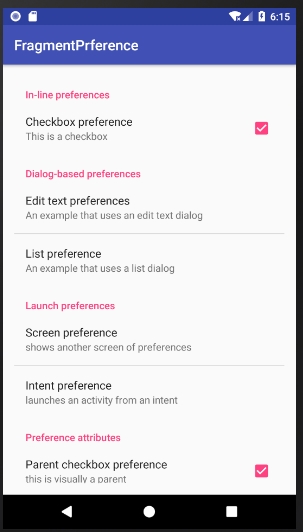 6:15
FragmentPrference
In-line preferences
Checkbox preference
This is a checkbox
Dialog-based preferences
Edit text preferences
An example that uses an edit text dialog
List preference
An example that uses a list dialog
Launch preferences
Screen preference
shows another screen of preferences
Intent preference
launches an activity from an intent
Preference attributes
Parent checkbox preference
this is visually a parent